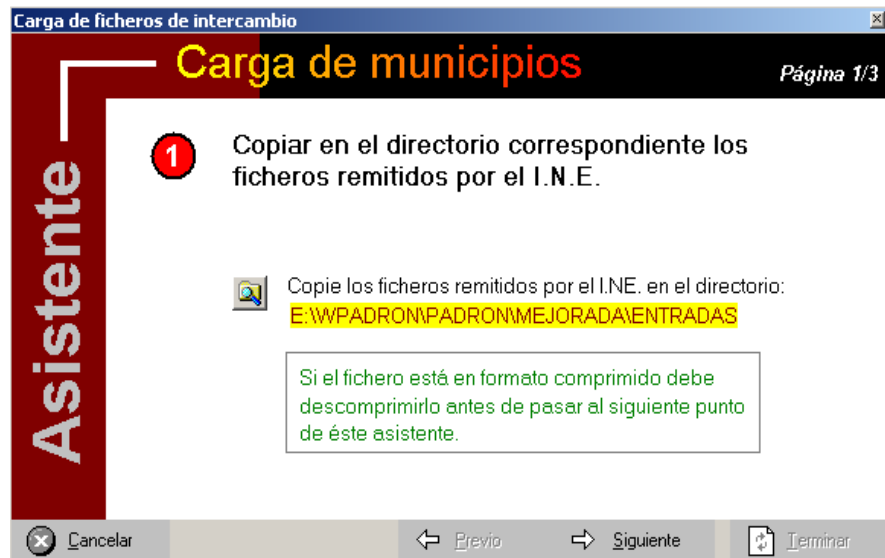 Carga de ficheros de intercambio
Carga de municipios
Página 1/3
Asistente
1
Copiar en el directorio correspondiente los
ficheros remitidos por el I.N.E.
Copie los ficheros remitidos por el I.NE. en el directorio:
E:\WPADRON\PADRON\MEJORADA\ENTRADAS
Si el fichero está en formato comprimido debe
descomprimirlo antes de pasar al siguiente punto
de éste asistente.
Cancelar
Previo
Siguiente
Terminar